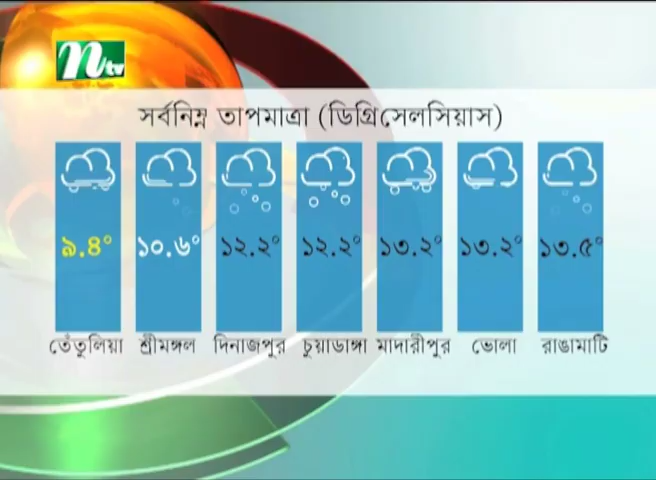 ntv
সর্বনিম্ন তাপমাত্রা (ডিগ্রিসেলসিয়াস)
৯.৪° ১০.৬° ১২.২° ১২.২° ১৩.২° ১৩.২° ১৩.৫°
তেঁতুলিয়া শ্রীমঙ্গল দিনাজপুর চুয়াডাঙ্গা মাদারীপুর ভোলা রাঙামাটি